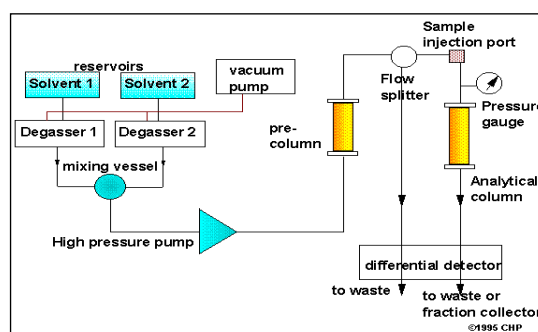 reservoirs
Solvent 1
Solvent 2
vacuum
pump
Degasser 1
Degasser 2
mixing vessel
High pressure pump
pre-
column
Flow
splitter
Sample
injection port
Pressure
gauge
Analytical
column
differential detector
to waste
to waste or
fraction collector
©1995 CHP